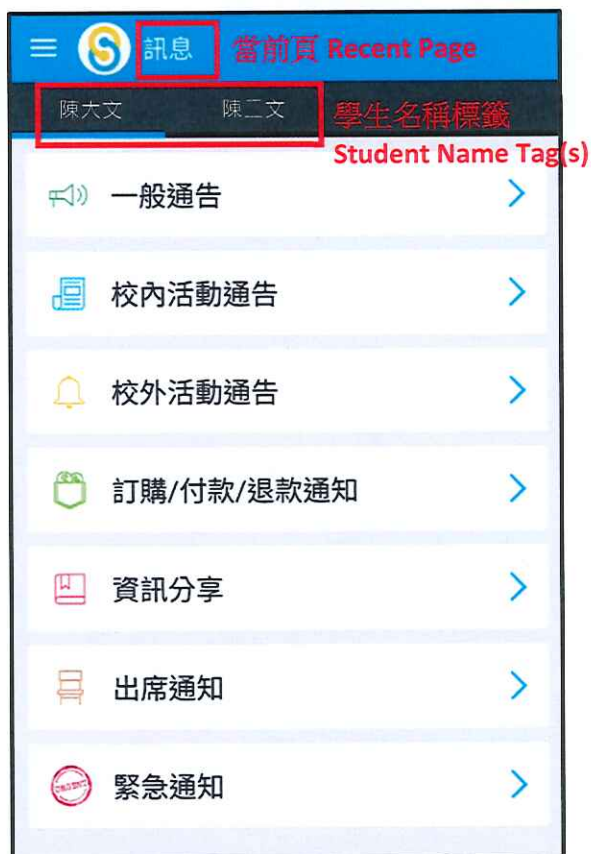 訊息 當前頁 Recent Page
陳大文 陳二文 學生名稱標籤
Student Name Tag(s)
一般通告
校內活動通告
校外活動通告
訂購/付款/退款通知
資訊分享
出席通知
URGENT
緊急通知